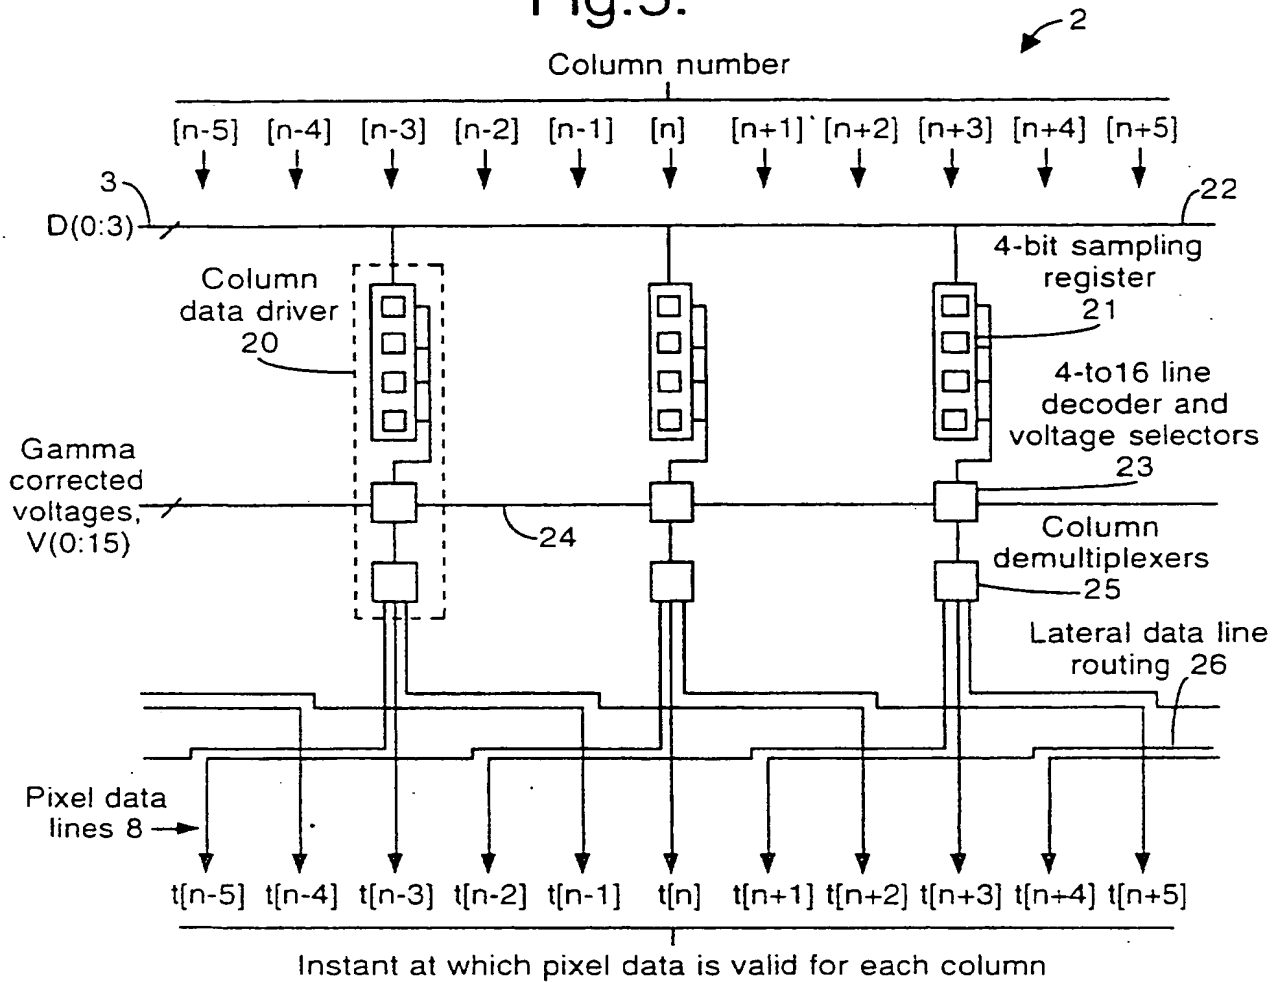 Fig.5.
2
Column number
[n-5] [n-4] [n-3] [n-2] [n-1] [n] [n+1] [n+2] [n+3] [n+4] [n+5]
3
22
D(0:3)
4-bit sampling
register
21
Column
data driver
20
4-to16 line
decoder and
voltage selectors
23
Gamma
corrected
voltages,
V(0:15)
24
Column
demultiplexers
25
Lateral data line
routing 26
Pixel data
lines 8
t[n-5] t[n-4] t[n-3] t[n-2] t[n-1] t[n] t[n+1] t[n+2] t[n+3] t[n+4] t[n+5]
Instant at which pixel data is valid for each column